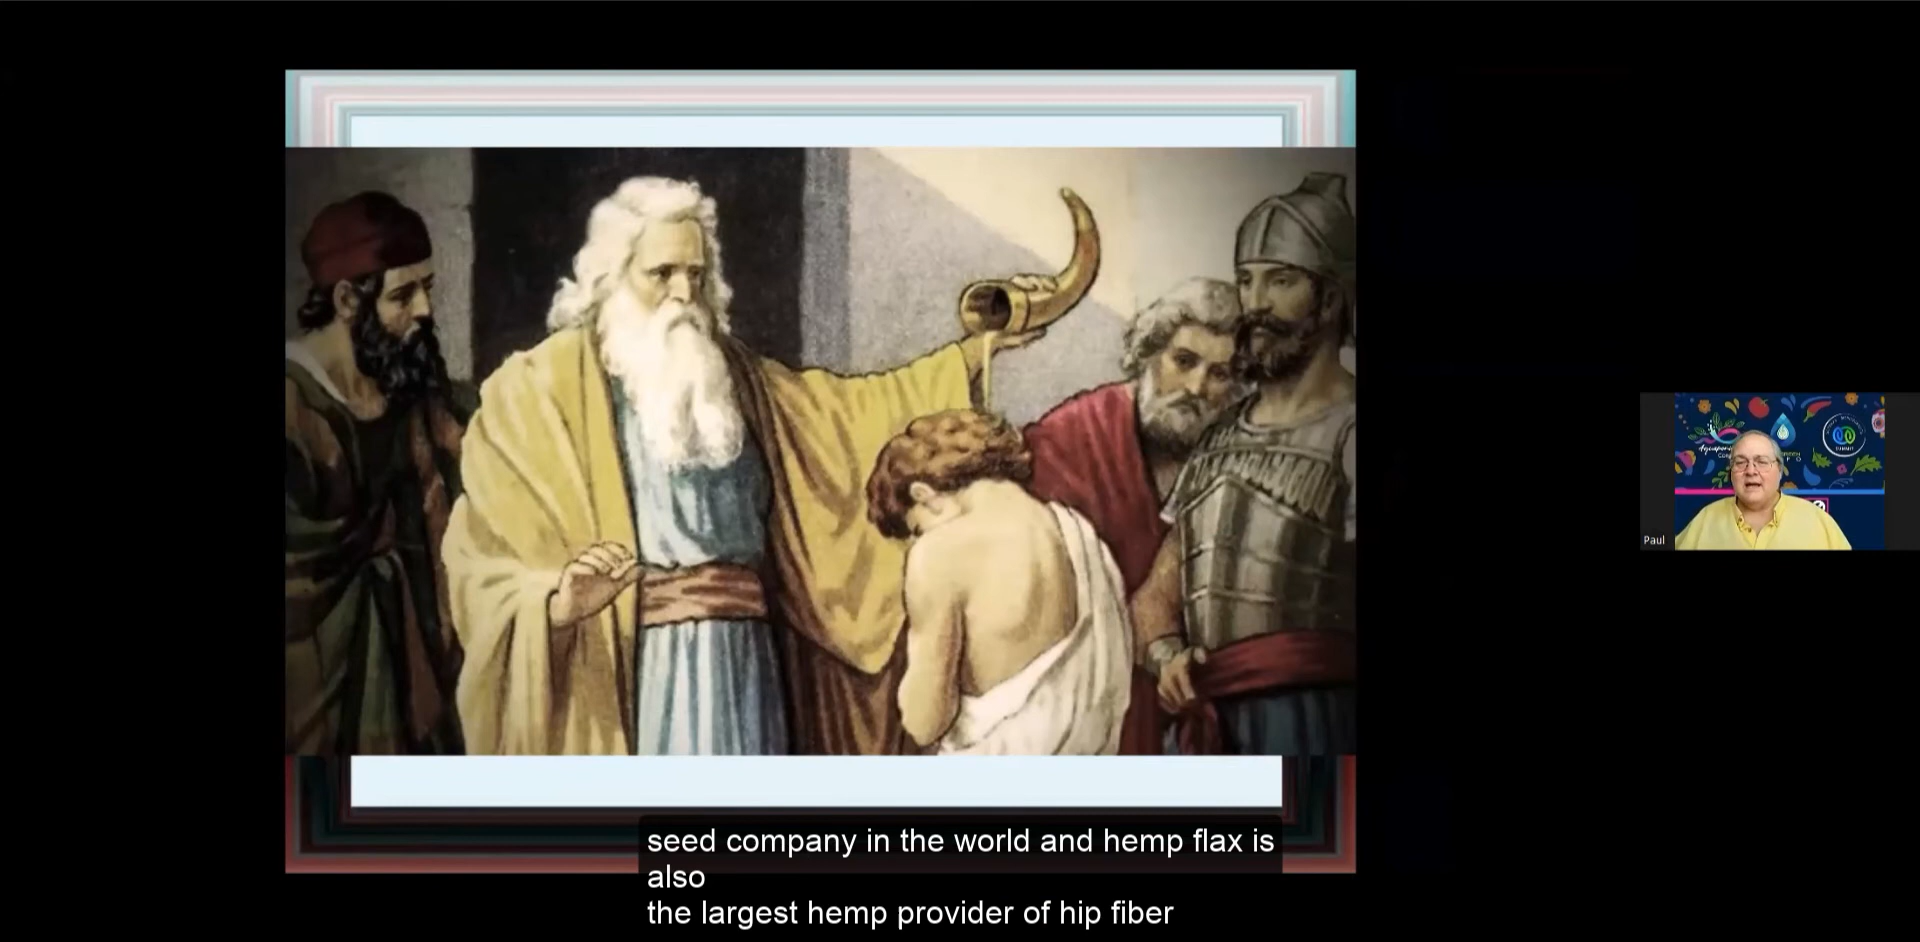 Paul
seed company in the world and hemp flax is
also
the largest hemp provider of hip fiber